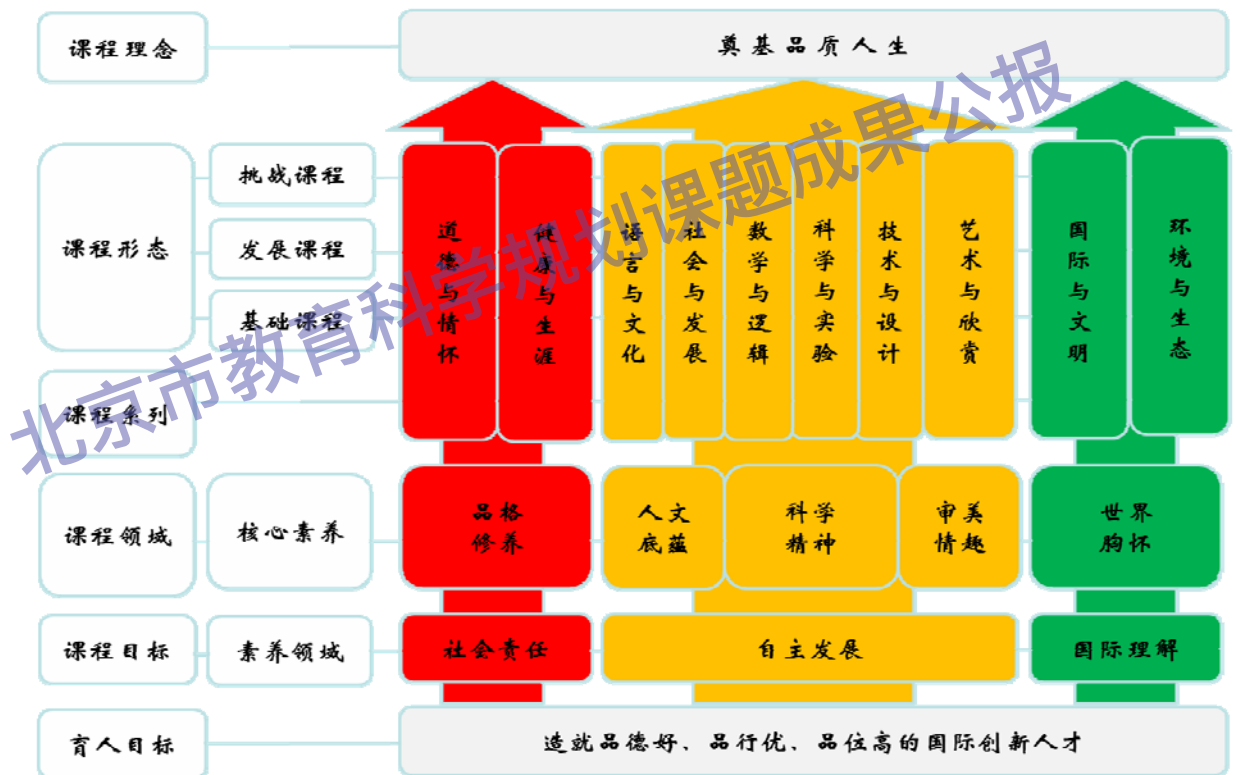 课程理念
奠基品质人生
课程形态
挑战课程
发展课程
基础课程
课程系列
道德与情怀
健康与生涯
语言与文化
社会与发展
数学与逻辑
科学与实验
技术与设计
艺术与欣赏
国际与文明
环境与生态
课程领域
核心素养
品格
修养
人文
底蕴
科学
精神
审美
情趣
世界
胸怀
课程目标
素养领域
社会责任
自主发展
国际理解
育人目标
造就品德好、品行优、品位高的国际创新人才
北京市教育科学规划课题成果公报